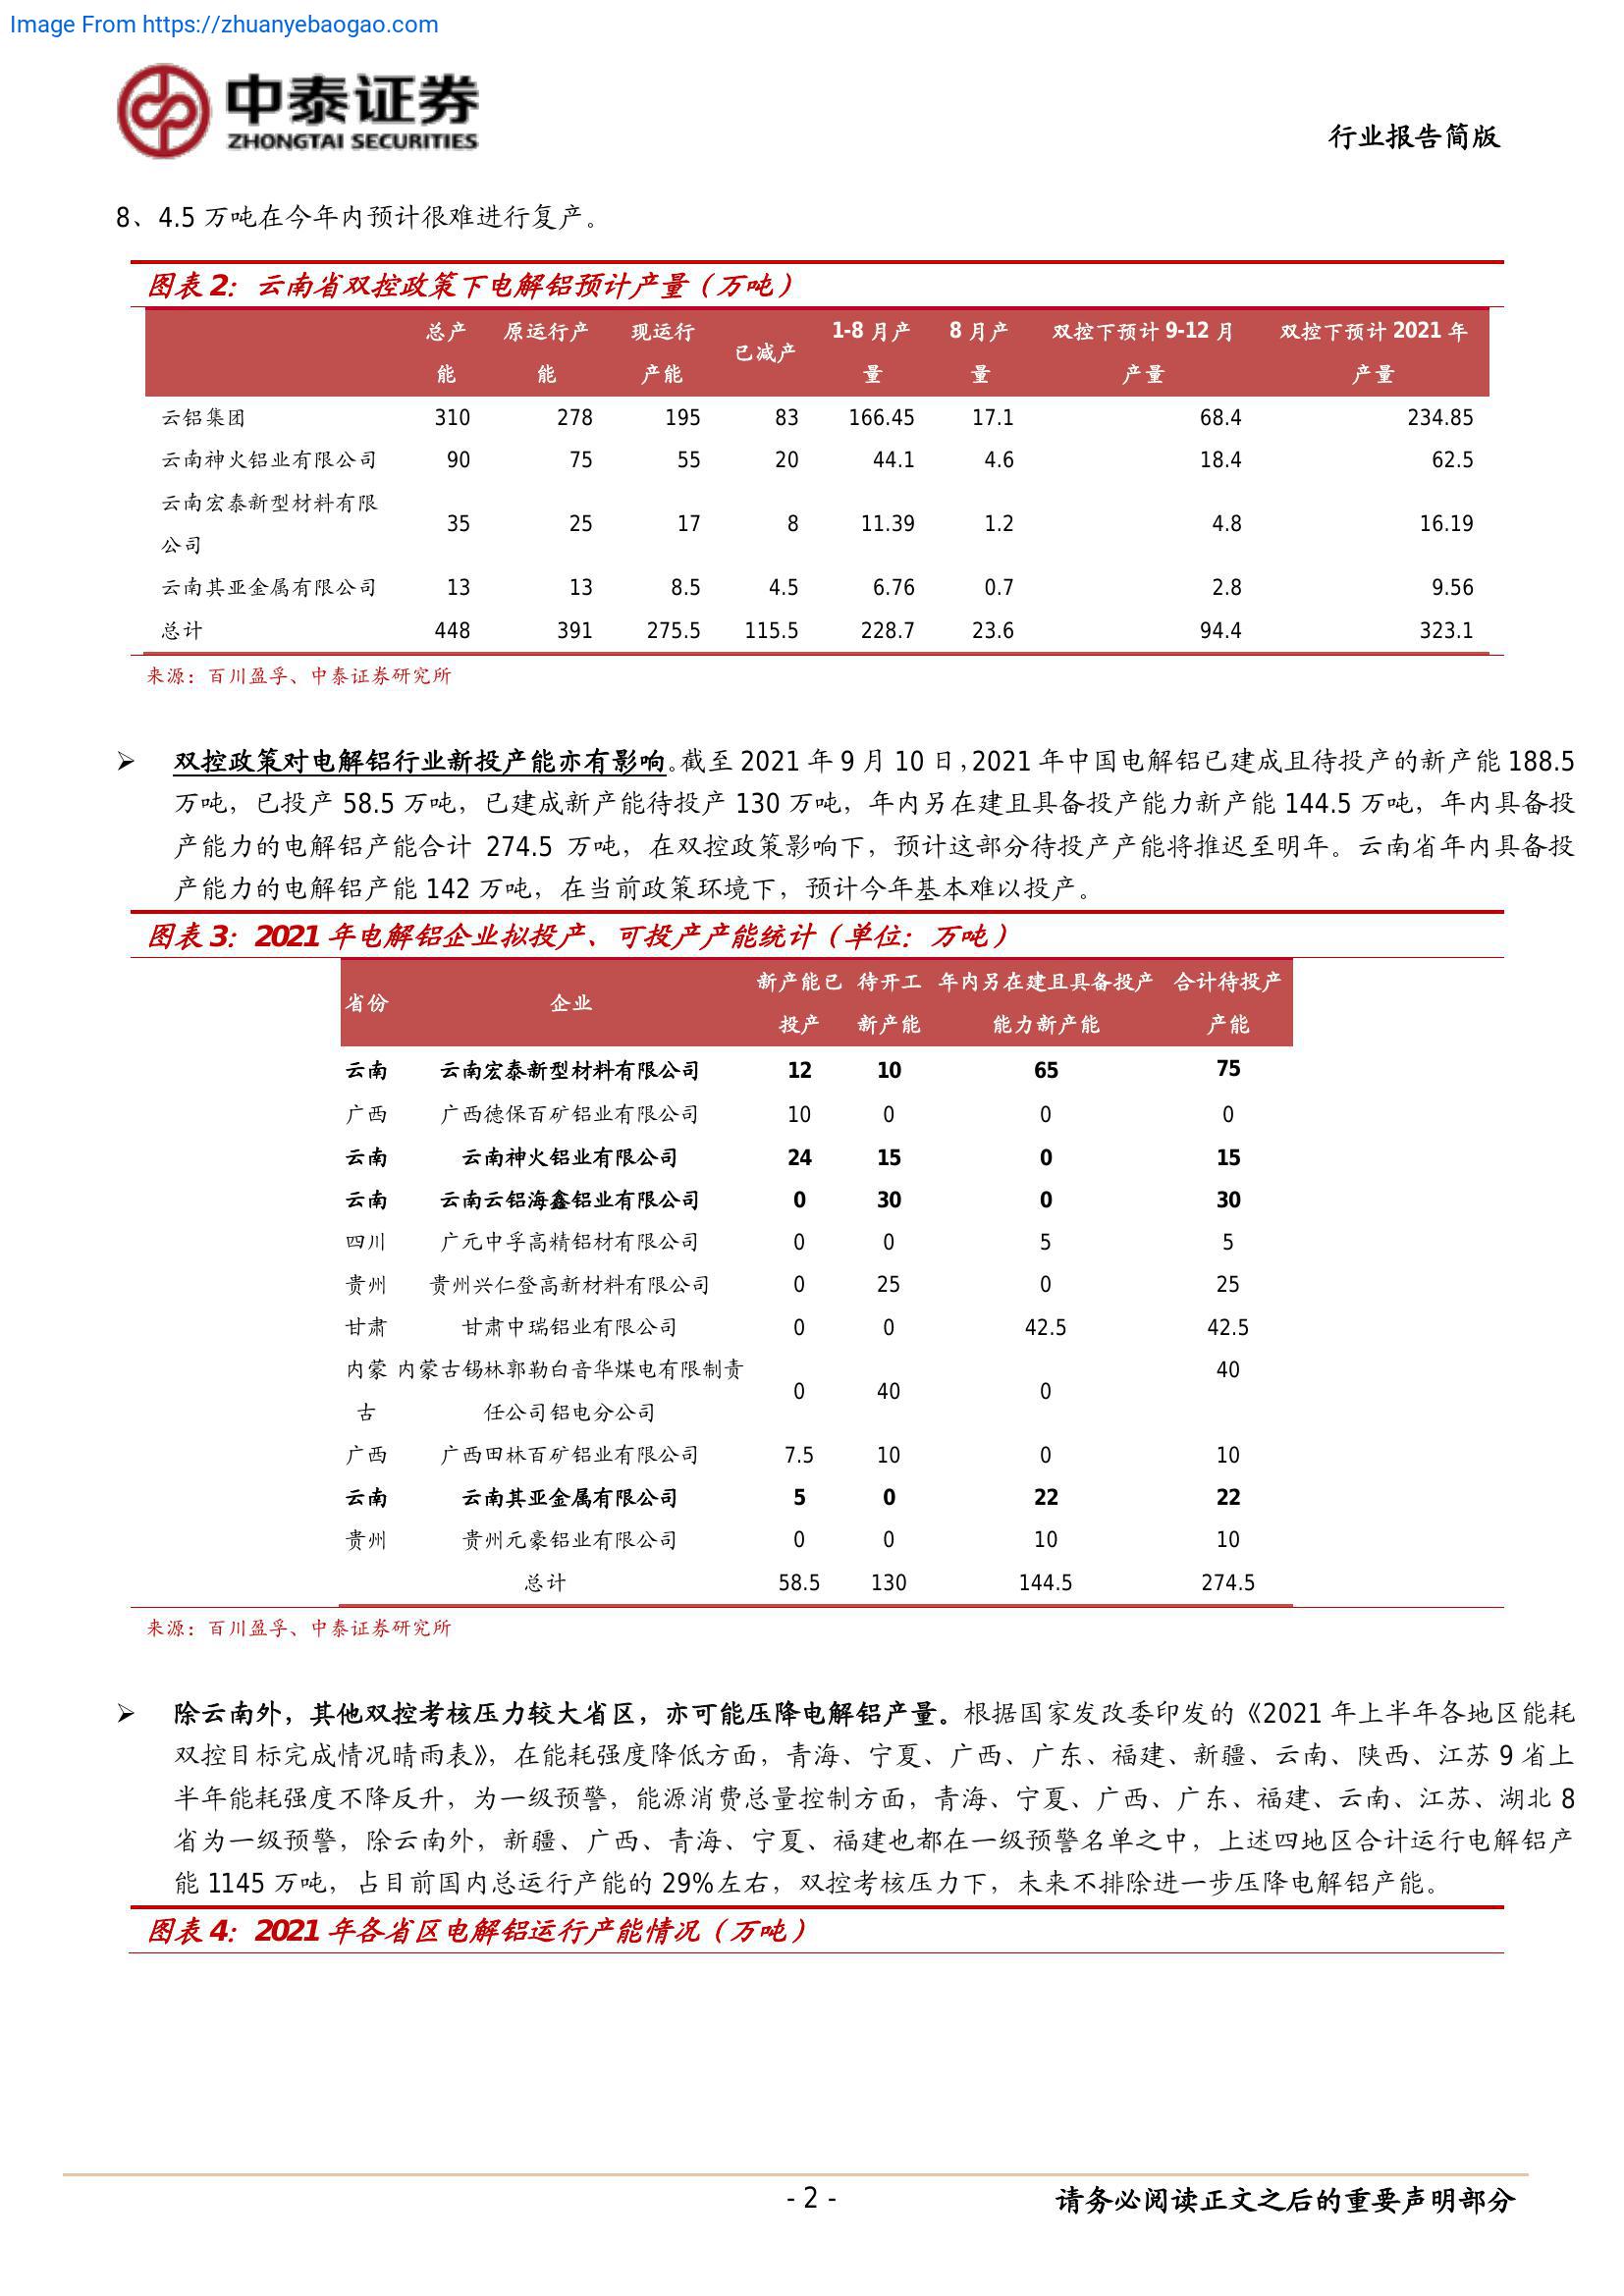 Image From https://zhuanyebaogao.com
中泰证券
ZHONGTAI SECURITIES
行业报告简版
8、4.5 万吨在今年内预计很难进行复产。
图表 2：云南省双控政策下电解铝预计产量（万吨）
总产能 原运行产能 现运行产能 已减产 1-8 月产量 8 月产量 双控下预计 9-12 月产量 双控下预计 2021 年产量
云铝集团 310 278 195 83 166.45 17.1 68.4 234.85
云南神火铝业有限公司 90 75 55 20 44.1 4.6 18.4 62.5
云南宏泰新型材料有限公司 35 25 17 8 11.39 1.2 4.8 16.19
云南其亚金属有限公司 13 13 8.5 4.5 6.76 0.7 2.8 9.56
总计 448 391 275.5 115.5 228.7 23.6 94.4 323.1
来源：百川盈孚、中泰证券研究所
➢ 双控政策对电解铝行业新投产能亦有影响。截至 2021 年 9 月 10 日，2021 年中国电解铝已建成且待投产的新产能 188.5
万吨，已投产 58.5 万吨，已建成新产能待投产 130 万吨，年内另在建且具备投产能力新产能 144.5 万吨，年内具备投
产能力的电解铝产能合计 274.5 万吨，在双控政策影响下，预计这部分待投产产能将推迟至明年。云南省年内具备投
产能力的电解铝产能 142 万吨，在当前政策环境下，预计今年基本难以投产。
图表 3：2021 年电解铝企业拟投产、可投产产能统计（单位：万吨）
省份 企业 新产能已投产 待开工新产能 年内另在建且具备投产能力新产能 合计待投产产能
云南 云南宏泰新型材料有限公司 12 10 65 75
广西 广西德保百矿铝业有限公司 10 0 0 0
云南 云南神火铝业有限公司 24 15 0 15
云南 云南云铝海鑫铝业有限公司 0 30 0 30
四川 广元中孚高精铝材有限公司 0 0 5 5
贵州 贵州兴仁登高新材料有限公司 0 25 0 25
甘肃 甘肃中瑞铝业有限公司 0 0 42.5 42.5
内蒙古 内蒙古锡林郭勒白音华煤电有限制责任公司铝电分公司 0 40 0 40
广西 广西田林百矿铝业有限公司 7.5 10 0 10
云南 云南其亚金属有限公司 5 0 22 22
贵州 贵州元豪铝业有限公司 0 0 10 10
总计 58.5 130 144.5 274.5
来源：百川盈孚、中泰证券研究所
➢ 除云南外，其他双控考核压力较大省区，亦可能压降电解铝产量。根据国家发改委印发的《2021 年上半年各地区能耗
双控目标完成情况晴雨表》，在能耗强度降低方面，青海、宁夏、广西、广东、福建、新疆、云南、陕西、江苏 9 省上
半年能耗强度不降反升，为一级预警，能源消费总量控制方面，青海、宁夏、广西、广东、福建、云南、江苏、湖北 8
省为一级预警，除云南外，新疆、广西、青海、宁夏、福建也都在一级预警名单之中，上述四地区合计运行电解铝产
能 1145 万吨，占目前国内总运行产能的 29%左右，双控考核压力下，未来不排除进一步压降电解铝产能。
图表 4：2021 年各省区电解铝运行产能情况（万吨）
- 2 -
请务必阅读正文之后的重要声明部分